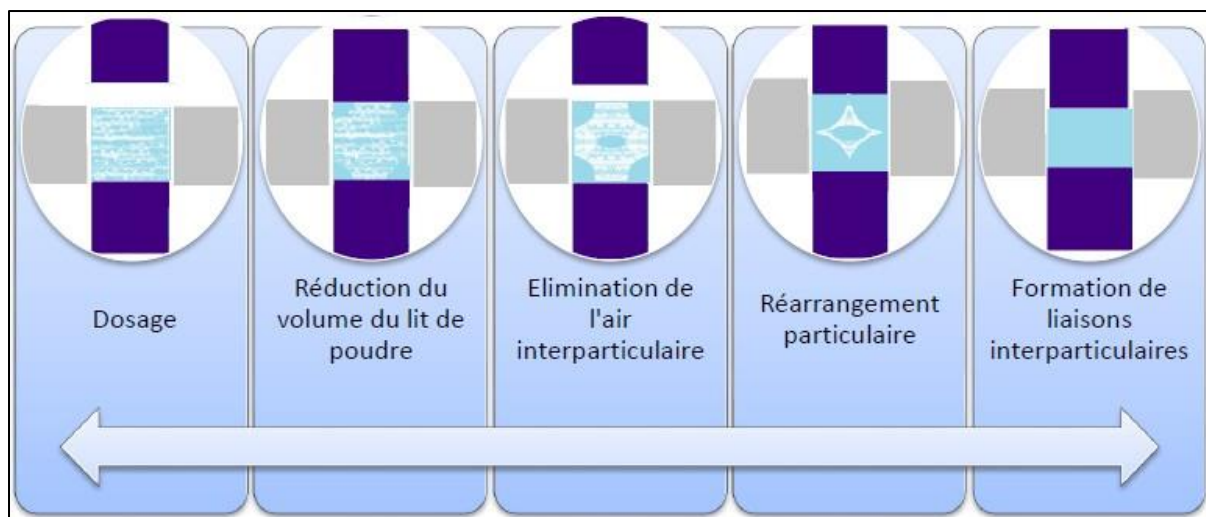 Dosage
Réduction du
volume du lit de
poudre
Elimination de
l'air
interparticulaire
Réarrangement
particulaire
Formation de
liaisons
interparticulaires